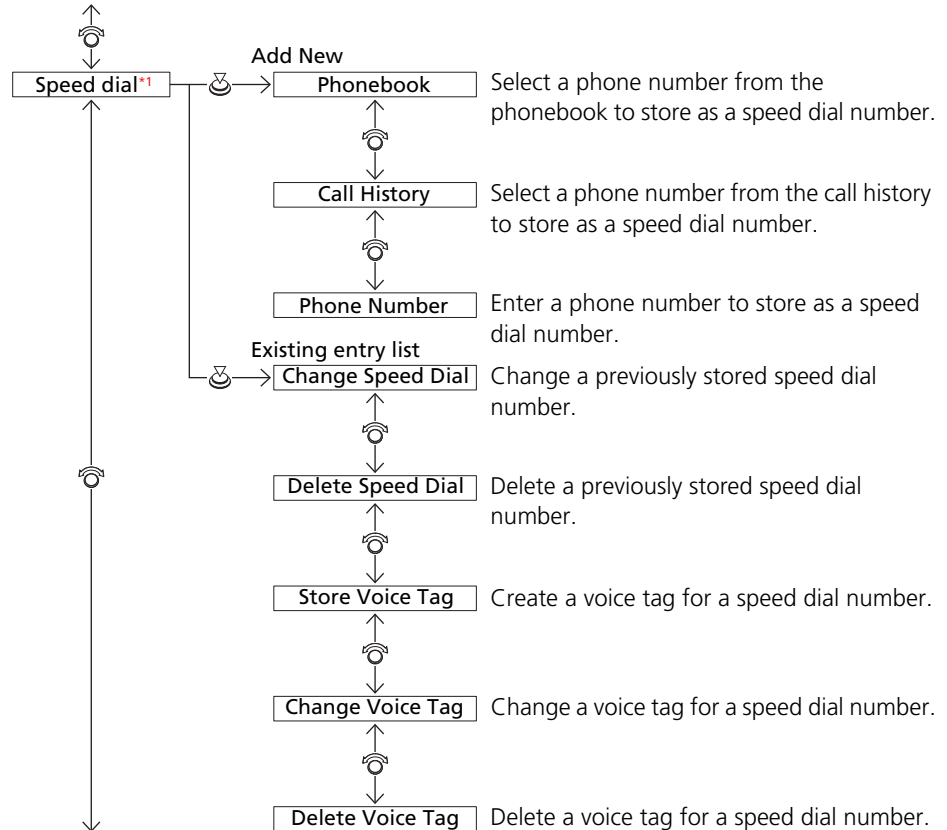 Add New
Speed dial*1
Phonebook
Select a phone number from the
phonebook to store as a speed dial number.
Call History
Select a phone number from the call history
to store as a speed dial number.
Phone Number
Enter a phone number to store as a speed
dial number.
Existing entry list
Change Speed Dial
Change a previously stored speed dial
number.
Delete Speed Dial
Delete a previously stored speed dial
number.
Store Voice Tag
Create a voice tag for a speed dial number.
Change Voice Tag
Change a voice tag for a speed dial number.
Delete Voice Tag
Delete a voice tag for a speed dial number.